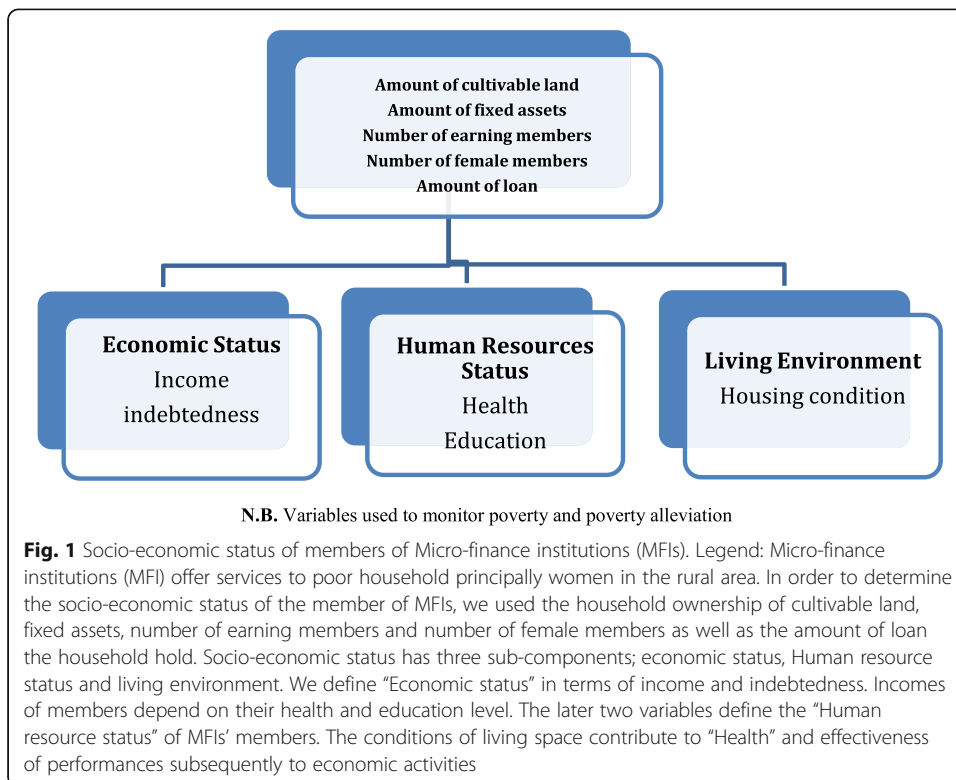 Amount of cultivable land
Amount of fixed assets
Number of earning members
Number of female members
Amount of loan
Economic Status
Income
indebtedness
Human Resources
Status
Health
Education
Living Environment
Housing condition
N.B. Variables used to monitor poverty and poverty alleviation
Fig. 1 Socio-economic status of members of Micro-finance institutions (MFIs). Legend: Micro-finance
institutions (MFI) offer services to poor household principally women in the rural area. In order to determine
the socio-economic status of the member of MFIs, we used the household ownership of cultivable land,
fixed assets, number of earning members and number of female members as well as the amount of loan
the household hold. Socio-economic status has three sub-components; economic status, Human resource
status and living environment. We define “Economic status” in terms of income and indebtedness. Incomes
of members depend on their health and education level. The later two variables define the “Human
resource status” of MFIs’ members. The conditions of living space contribute to “Health” and effectiveness
of performances subsequently to economic activities